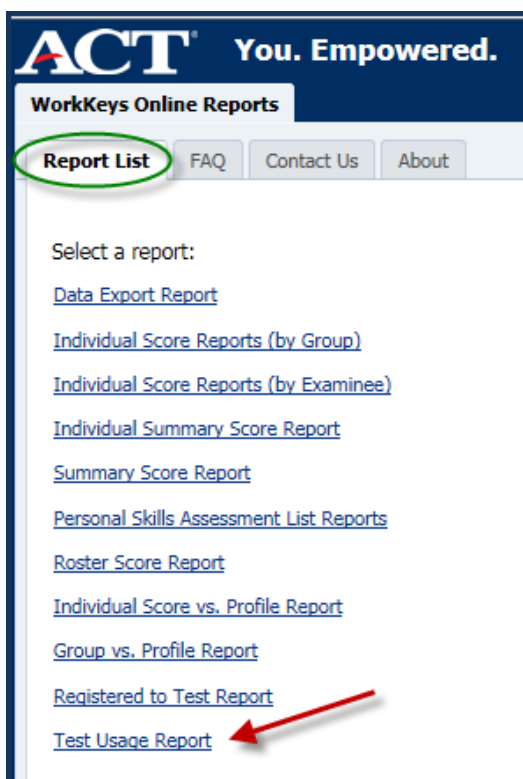 ACT® You. Empowered.
WorkKeys Online Reports
Report List FAQ Contact Us About
Select a report:
Data Export Report
Individual Score Reports (by Group)
Individual Score Reports (by Examinee)
Individual Summary Score Report
Summary Score Report
Personal Skills Assessment List Reports
Roster Score Report
Individual Score vs. Profile Report
Group vs. Profile Report
Registered to Test Report
Test Usage Report